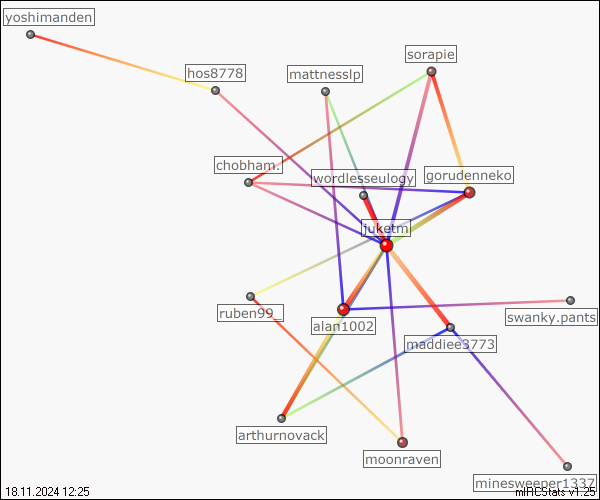 yoshimanden
sorapie
hos8778
mattnesslp
chobham.
gorudenneko
wordlesseulogy
juketm
ruben99_
alan1002
swanky.pants
maddiee3773
arthurnovack
moonraven
minesweeper1337
18.11.2024 12:25
mIRCStats v1.25